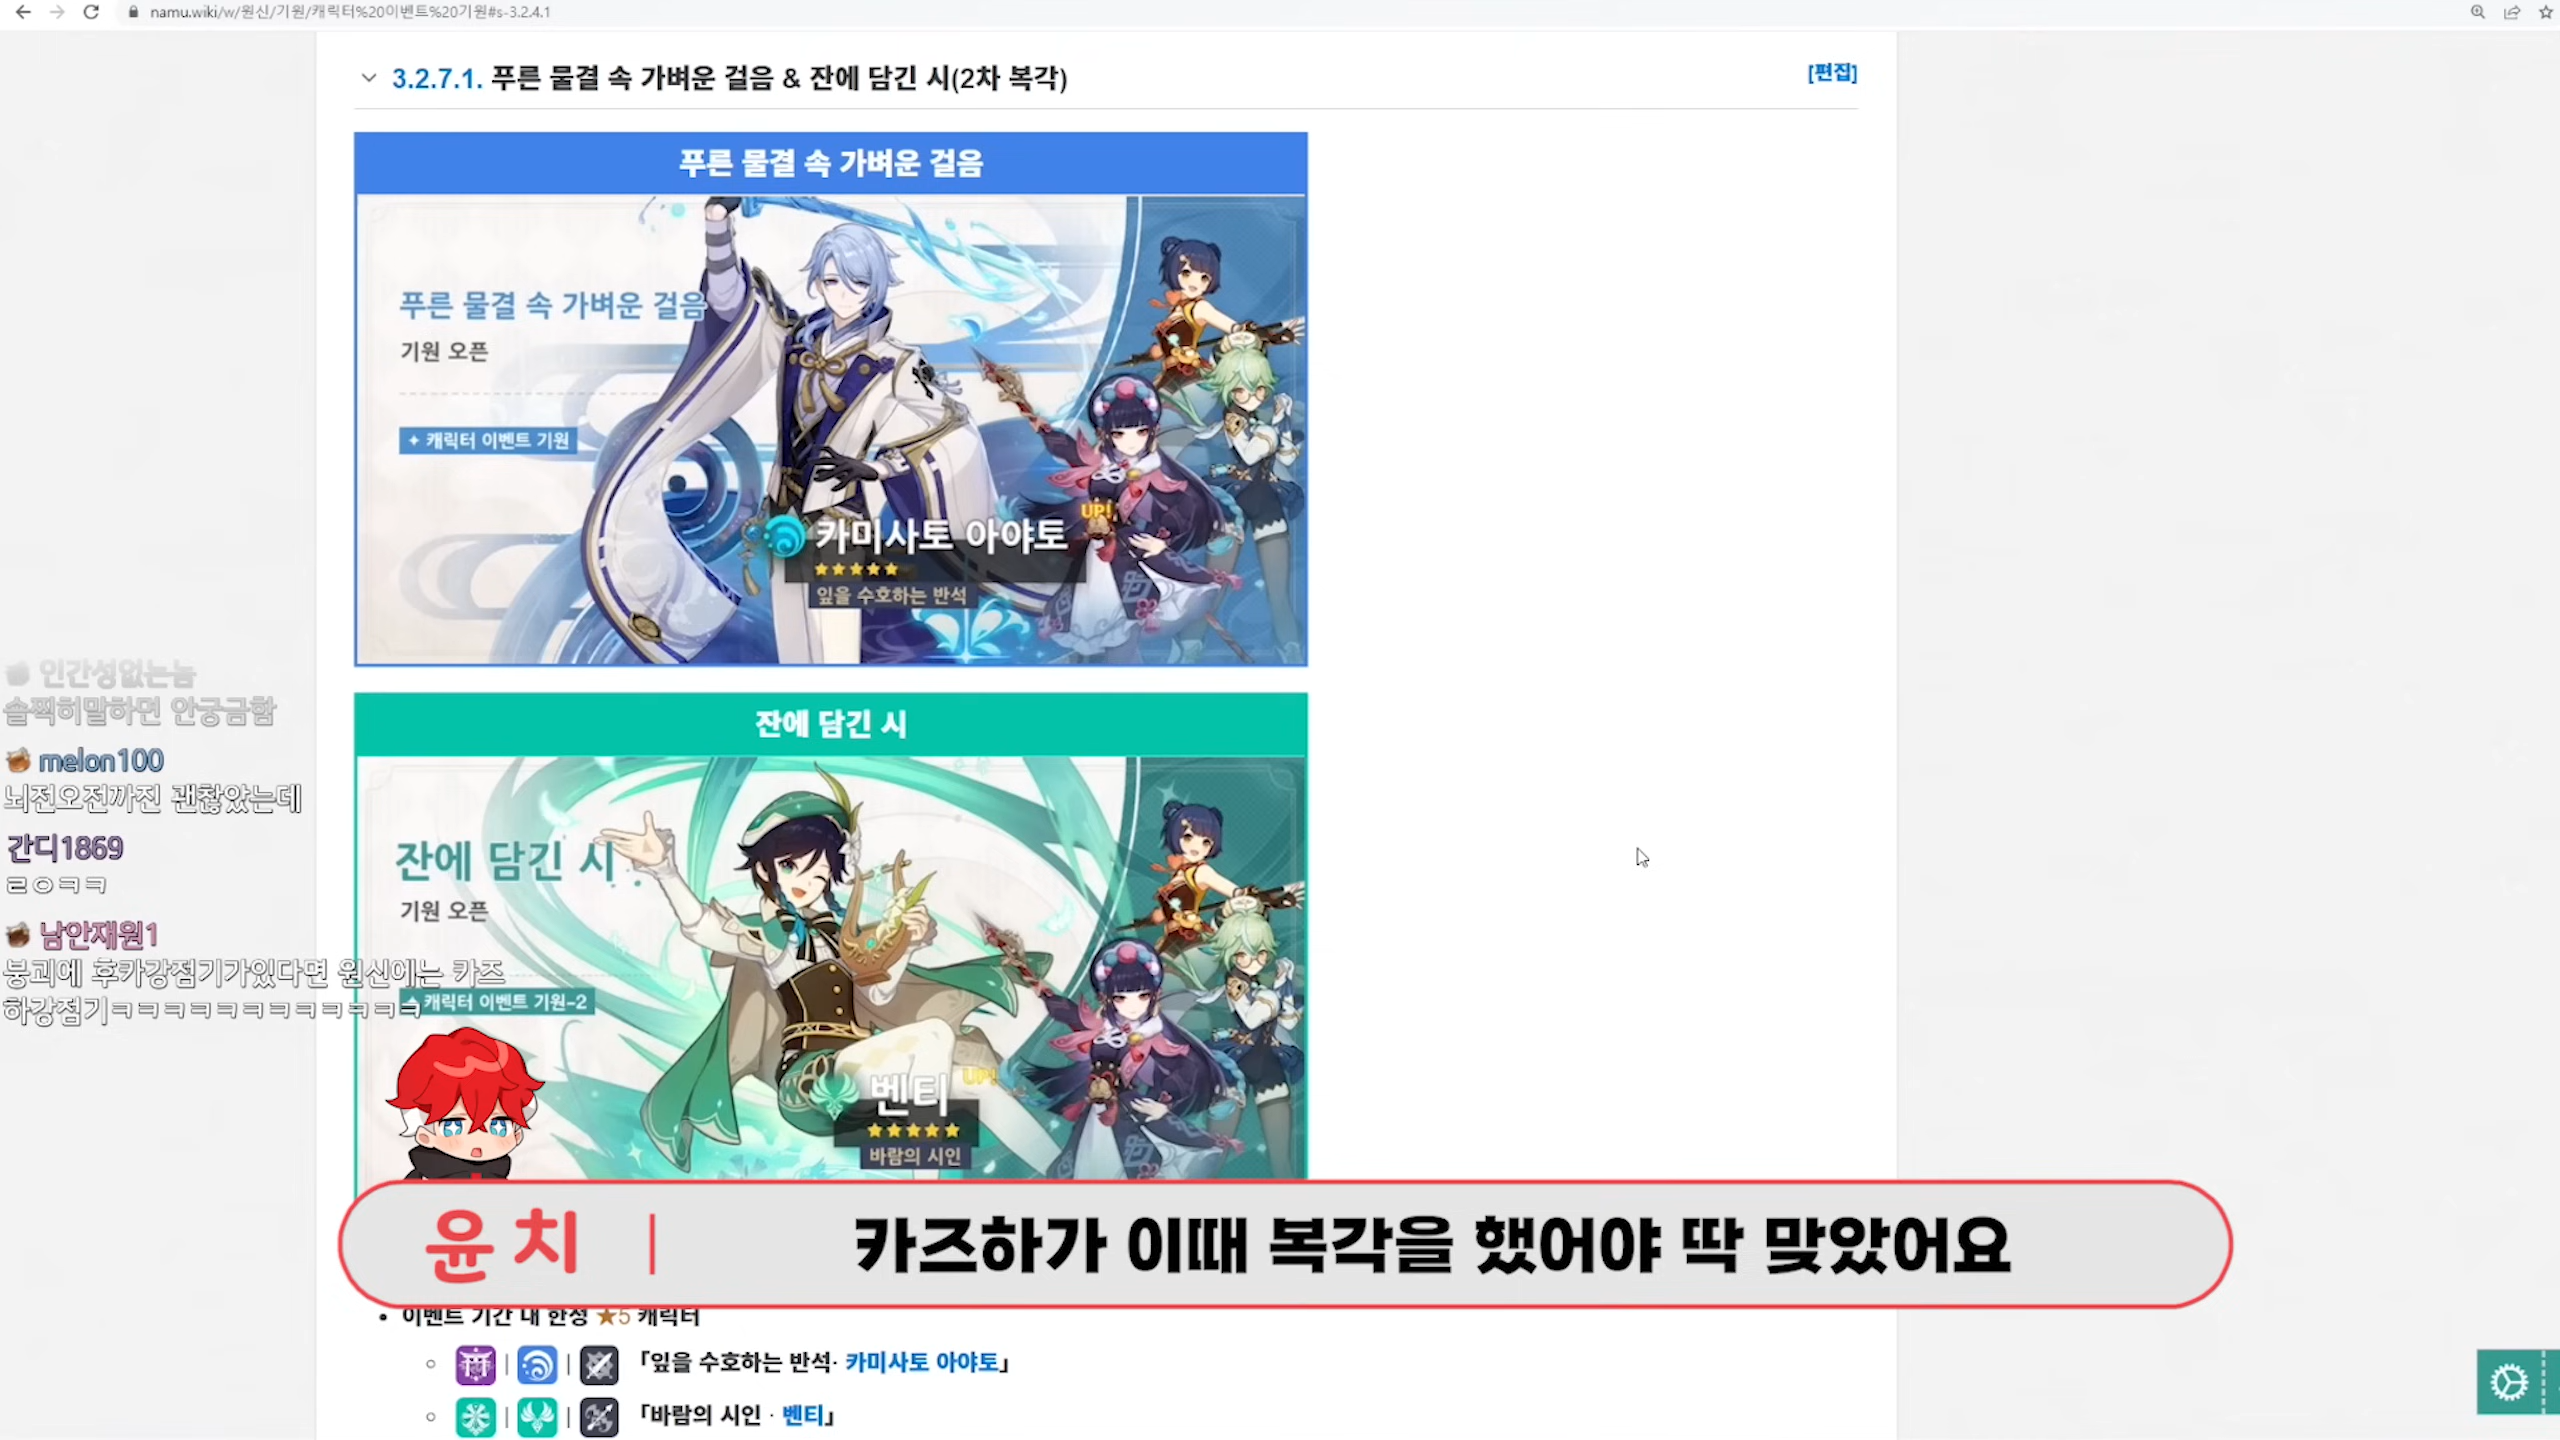 namu.wiki/w/원신/기원/캐릭터%20이벤트%20기원#s-3.2.4.1
3.2.7.1. 푸른 물결 속 가벼운 걸음 & 잔에 담긴 시(2차 복각)
[편집]
푸른 물결 속 가벼운 걸음
푸른 물결 속 가벼운 걸음
기원 오픈
캐릭터 이벤트 기원
UP!
카미사토 아야토
잎을 수호하는 반석
잔에 담긴 시
잔에 담긴 시
기원 오픈
캐릭터 이벤트 기원-2
UP!
벤티
바람의 시인
인간성없는놈
솔찍히말하면 안궁금함
melon100
뇌전오전까진 괜찮았는데
간디1869
ㄹㅇㅋㅋ
남안재원1
붕괴에 후카강점기가있다면 원신에는 카즈
하강점기ㅋㅋㅋㅋㅋㅋㅋㅋㅋㅋㅋㅋ
윤치 | 카즈하가 이때 복각을 했어야 딱 맞았어요
• 이벤트 기간 내 한정 ★5 캐릭터
「잎을 수호하는 반석· 카미사토 아야토」
「바람의 시인 · 벤티」